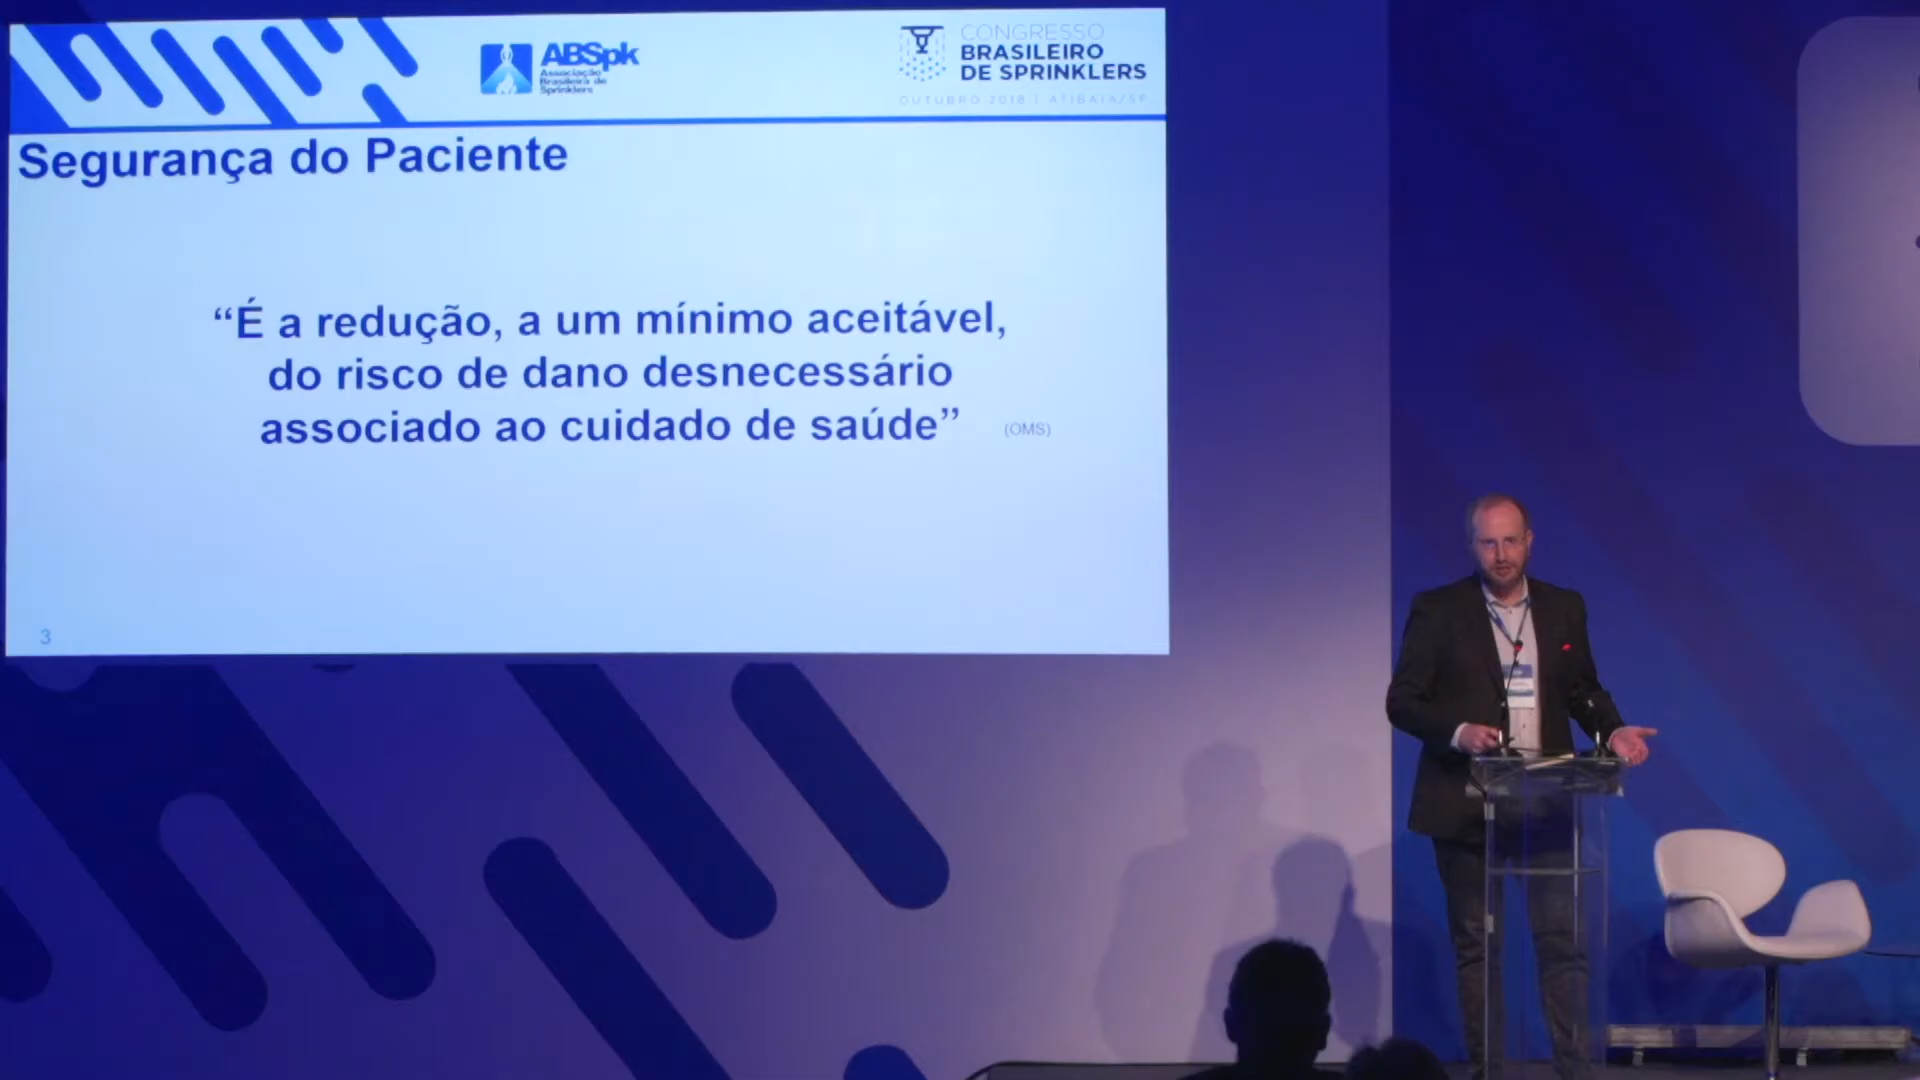 ABSpk
Associação
Brasileira de
Sprinklers
CONGRESSO
BRASILEIRO
DE SPRINKLERS
OUTUBRO 2018 | ATIBAIA/SP
Segurança do Paciente
“É a redução, a um mínimo aceitável,
do risco de dano desnecessário
associado ao cuidado de saúde” (OMS)
3